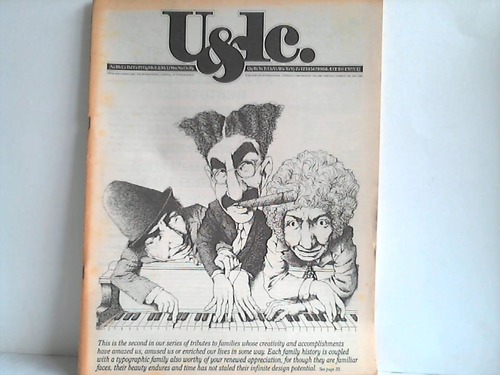 U&lc.
This is the second in our series of tributes to families whose creativity and accomplishments
have amazed us, amused us or enriched our lives in some way. Each family history is coupled
with a typographic family also worthy of your renewed appreciation, for though they are familiar
faces, their beauty endures and time has not staled their infinite design potential. See page 20.